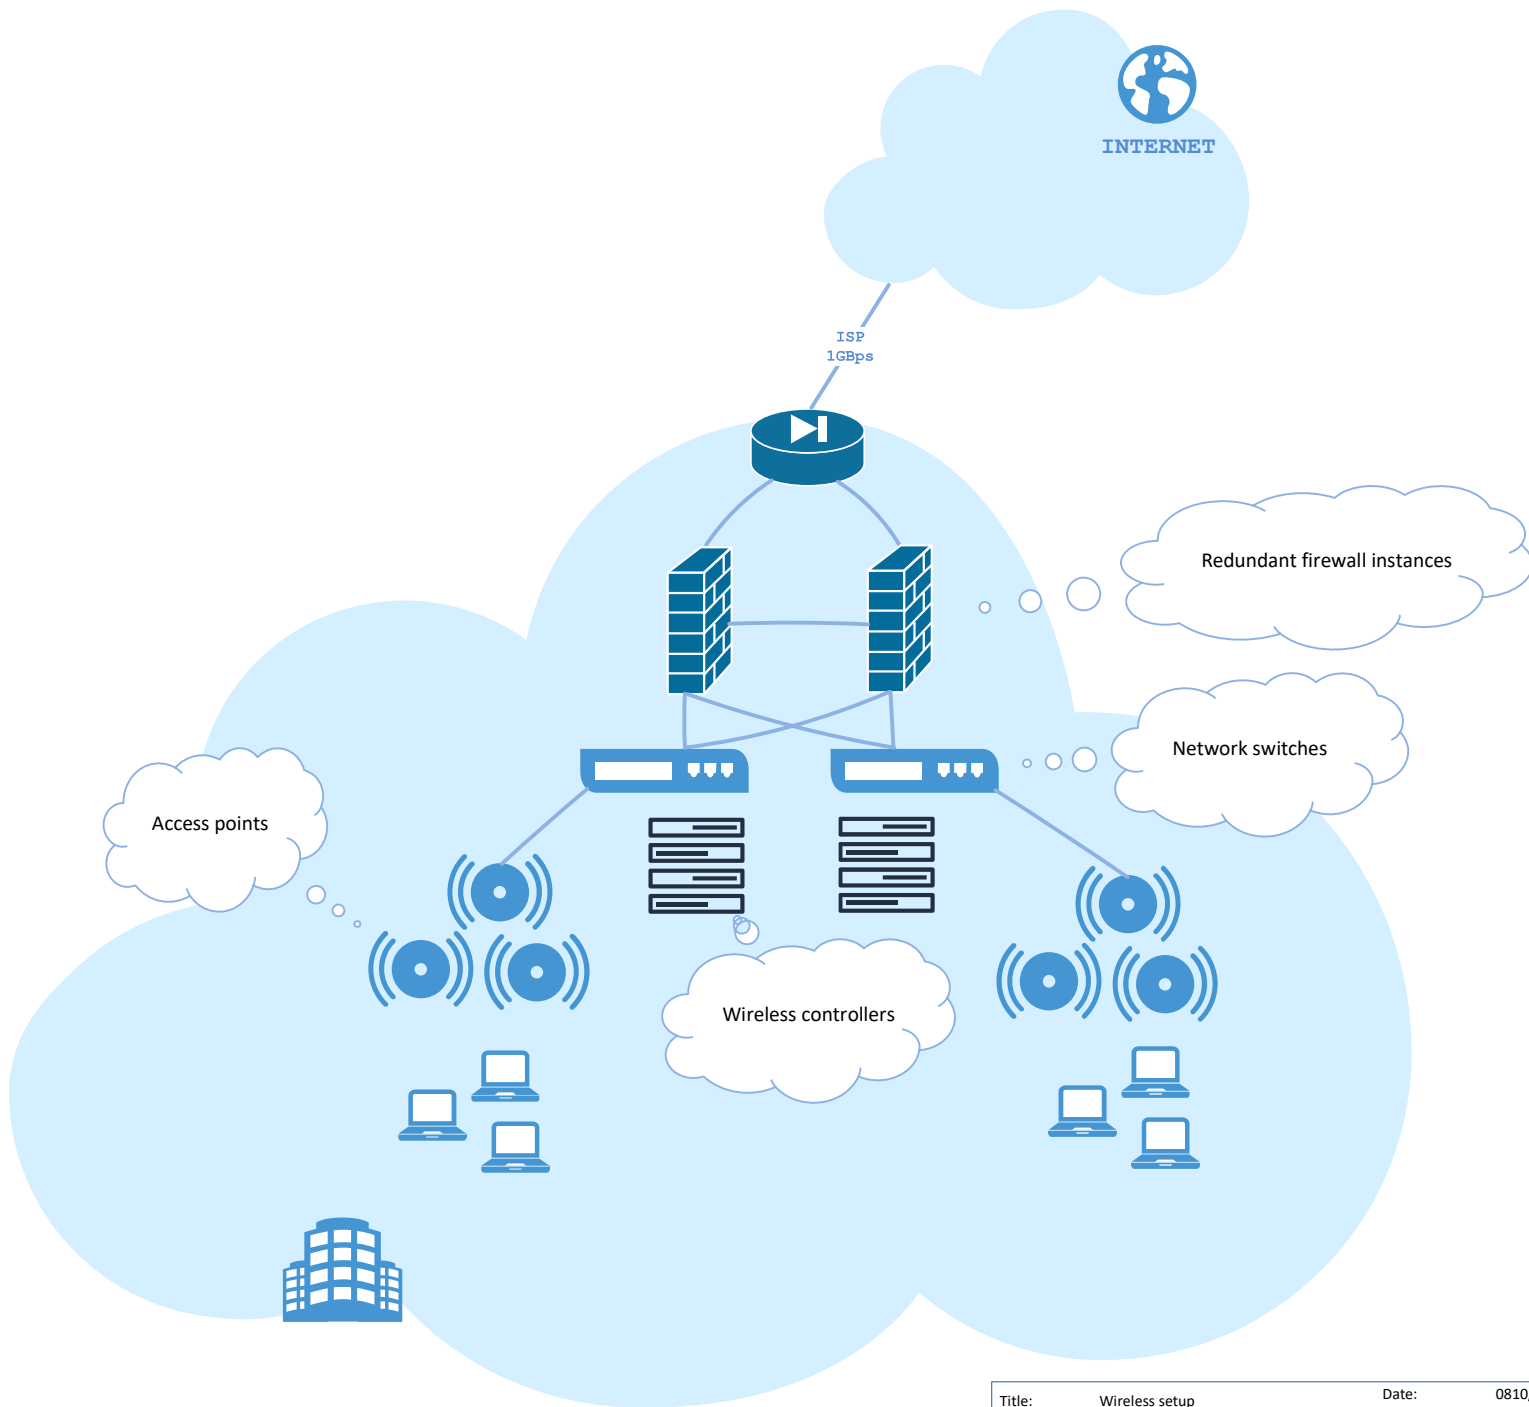 INTERNET
ISP
1GBps
Redundant firewall instances
Network switches
Access points
Wireless controllers
Title: Wireless setup Date: 0810